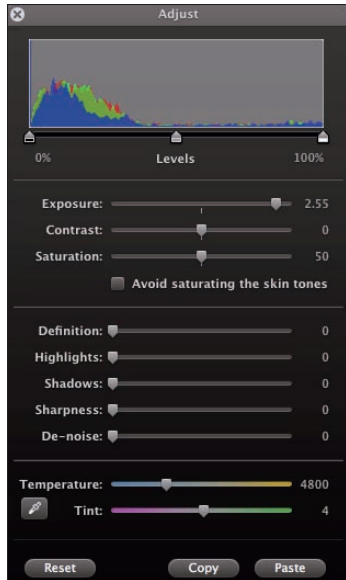 Adjust
0% Levels 100%
Exposure: 2.55
Contrast: 0
Saturation: 50
Avoid saturating the skin tones
Definition: 0
Highlights: 0
Shadows: 0
Sharpness: 0
De-noise: 0
Temperature: 4800
Tint: 4
Reset Copy Paste